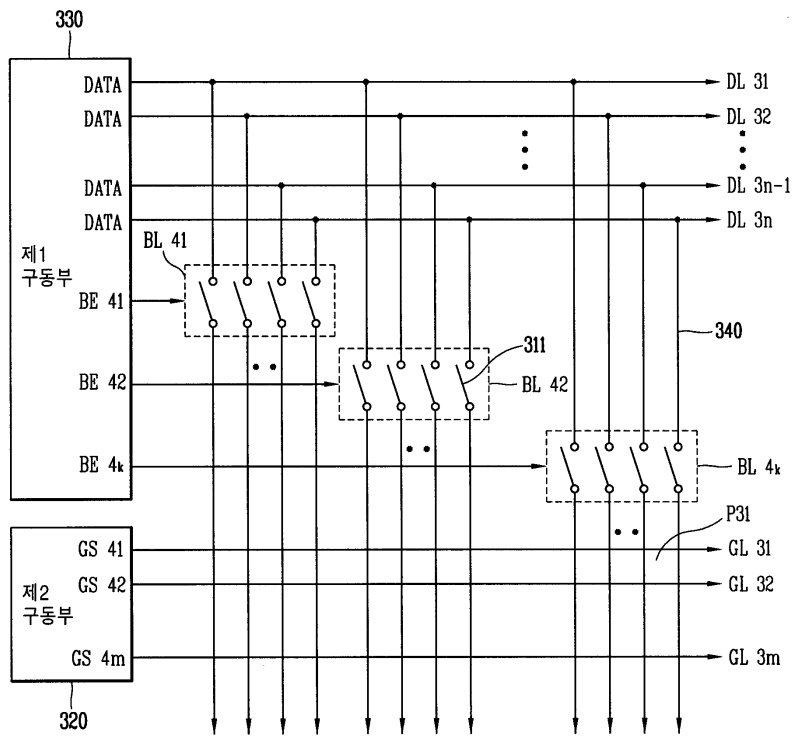 330
DATA
DL 31
DATA
DL 32
DATA
DL 3n-1
DATA
DL 3n
제1
구동부
BL 41
BE 41
340
311
BE 42
BL 42
BE 4k
BL 4k
P31
GS 41
GL 31
제2
구동부
GS 42
GL 32
GS 4m
GL 3m
320